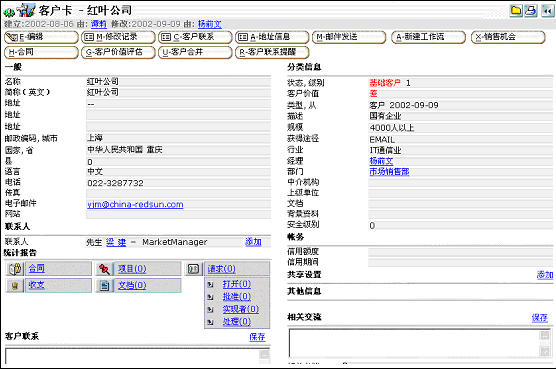 客户卡 - 红叶公司
建立:2002-08-06 由: 谭莉 修改:2002-09-09 由: 杨前文
E-编辑 M-修改记录 C-客户联系 A-地址信息 M-邮件发送 A-新建工作流 X-销售机会
H-合同 G-客户价值评估 U-客户合并 R-客户联系提醒
一般
名称 红叶公司
简称(英文) 红叶公司
地址 --
地址
地址
邮政编码,城市 上海
国家,省 中华人民共和国 重庆
县 0
语言 中文
电话 022-3287732
传真
电子邮件 yjm@china-redsun.com
网站
联系人
联系人 先生 梁 建 - MarketManager 添加
统计报告
合同 项目(0) 请求(0)
收支 文档(0) 打开(0)
批准(0)
实现者(0)
处理(0)
客户联系 保存
分类信息
状态,级别 基础客户 1
客户价值 差
类型,从 客户 2002-09-09
描述 国有企业
规模 4000人以上
获得途径 EMAIL
行业 IT通信业
经理 杨前文
部门 市场销售部
中介机构
上级单位
文档
背景资料
安全级别 0
帐务
信用额度
信用期间
共享设置 添加
其他信息
相关交流 保存